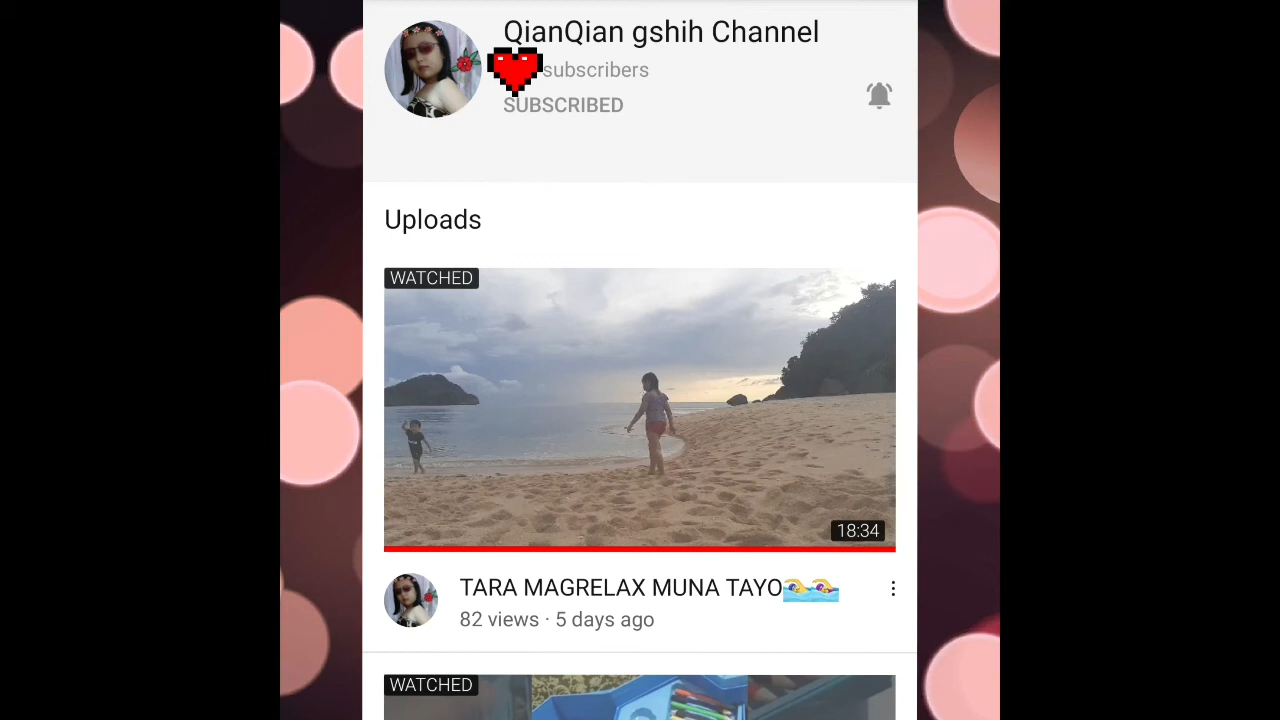 QianQian gshih Channel
subscribers
SUBSCRIBED
Uploads
WATCHED
18:34
TARA MAGRELAX MUNA TAYO🏊🏊
82 views · 5 days ago
WATCHED